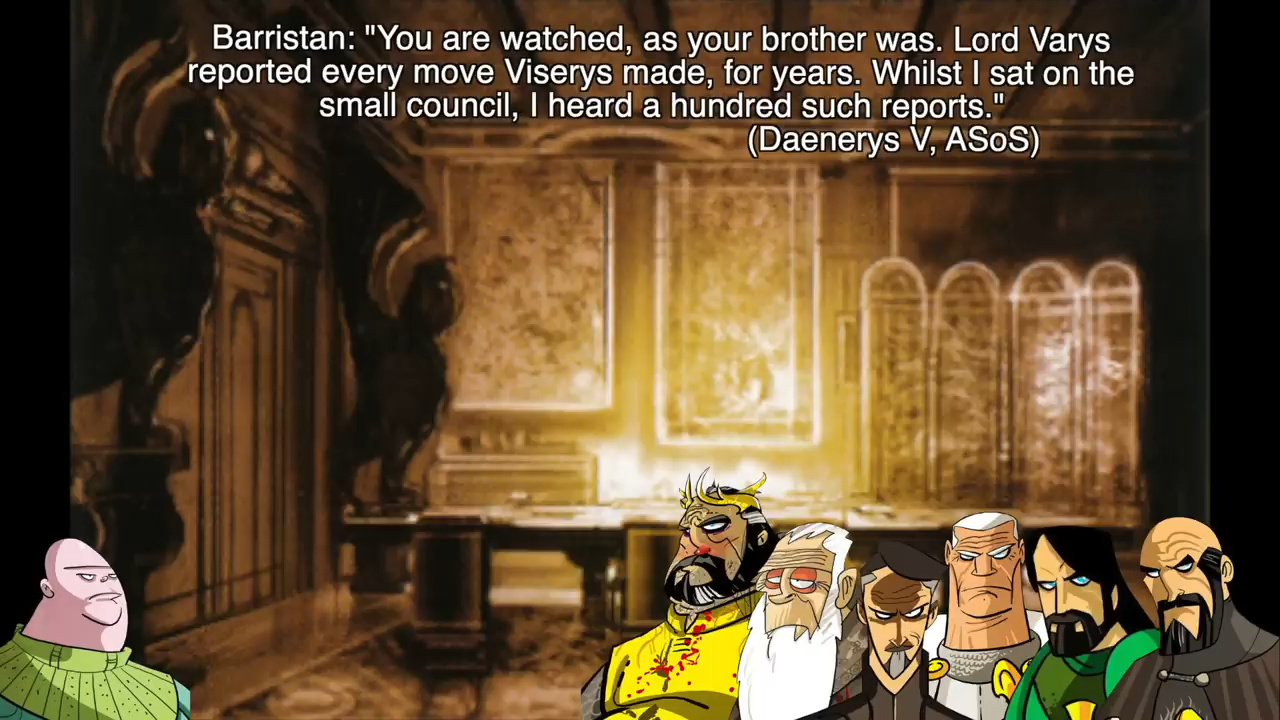 Barristan: "You are watched, as your brother was. Lord Varys
reported every move Viserys made, for years. Whilst I sat on the
small council, I heard a hundred such reports."
(Daenerys V, ASoS)